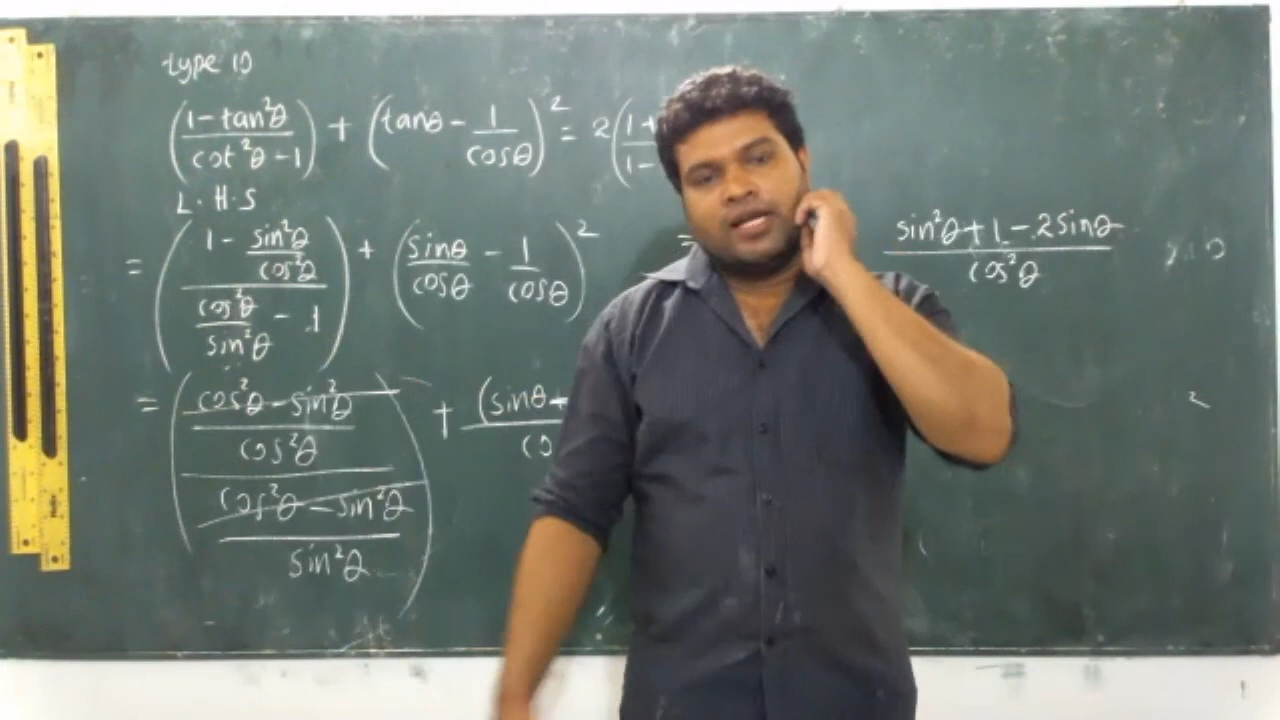 type 10
(1-tan²θ / cot²θ-1) + (tanθ - 1/cosθ)² = 2(1+ / 1-
L.H.S
= (1 - sin²θ/cos²θ / cos²θ/sin²θ - 1) + (sinθ/cosθ - 1/cosθ)² = sin²θ+1-2sinθ / cos²θ
= (cos²θ-sin²θ / cos²θ / cos²θ-sin²θ / sin²θ) + (sinθ